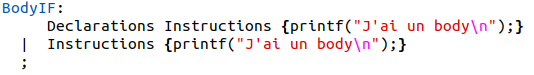 BodyIF:
Declarations Instructions {printf("J'ai un body\n");}
| Instructions {printf("J'ai un body\n");}
;